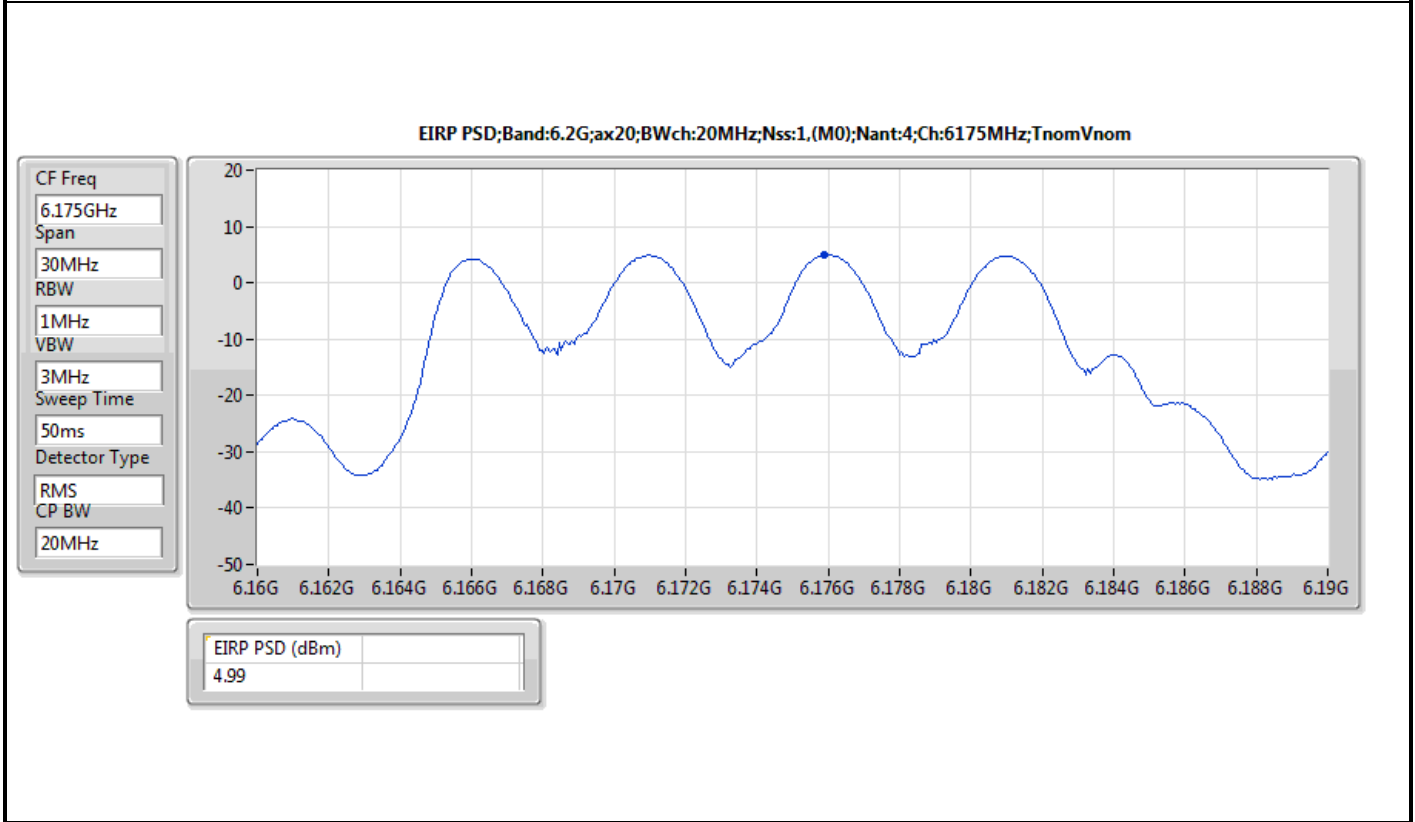 EIRP PSD;Band:6.2G;ax20;BWch:20MHz;Nss:1,(M0);Nant:4;Ch:6175MHz;TnomVnom
CF Freq
6.175GHz
Span
30MHz
RBW
1MHz
VBW
3MHz
Sweep Time
50ms
Detector Type
RMS
CP BW
20MHz
20
10
0
-10
-20
-30
-40
-50
6.16G 6.162G 6.164G 6.166G 6.168G 6.17G 6.172G 6.174G 6.176G 6.178G 6.18G 6.182G 6.184G 6.186G 6.188G 6.19G
EIRP PSD (dBm)
4.99